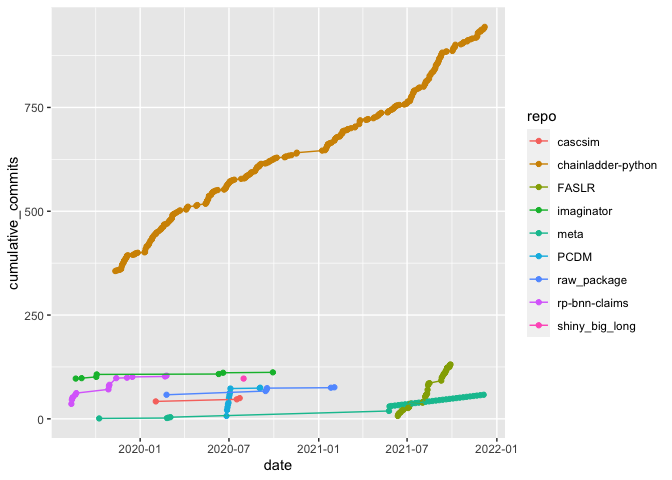 750
500
250
0
cumulative_commits
2020-01
2020-07
2021-01
2021-07
2022-01
date
repo
cascsim
chainladder-python
FASLR
imaginator
meta
PCDM
raw_package
rp-bnn-claims
shiny_big_long